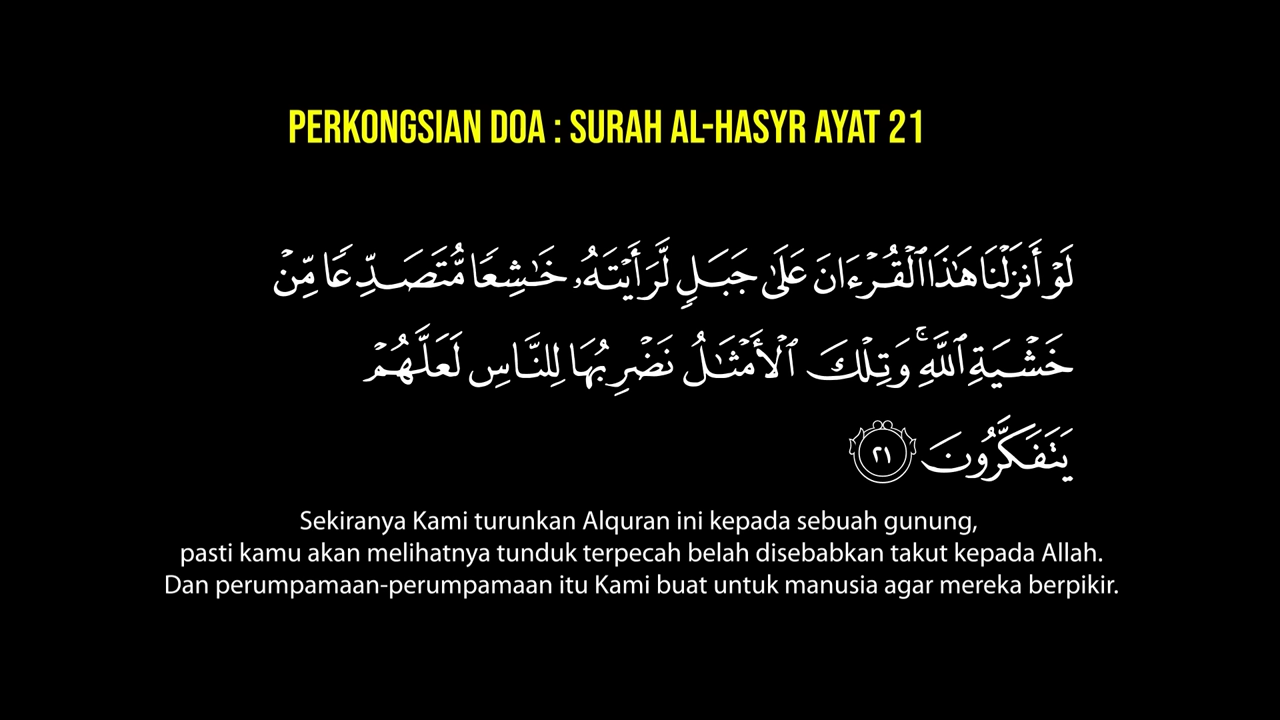 PERKONGSIAN DOA : SURAH AL-HASYR AYAT 21
لَوْ أَنزَلْنَا هَٰذَا ٱلْقُرْءَانَ عَلَىٰ جَبَلٍ لَّرَأَيْتَهُۥ خَٰشِعًا مُّتَصَدِّعًا مِّنْ
خَشْيَةِ ٱللَّهِ ۚ وَتِلْكَ ٱلْأَمْثَٰلُ نَضْرِبُهَا لِلنَّاسِ لَعَلَّهُمْ
يَتَفَكَّرُونَ ٢١
Sekiranya Kami turunkan Alquran ini kepada sebuah gunung,
pasti kamu akan melihatnya tunduk terpecah belah disebabkan takut kepada Allah.
Dan perumpamaan-perumpamaan itu Kami buat untuk manusia agar mereka berpikir.